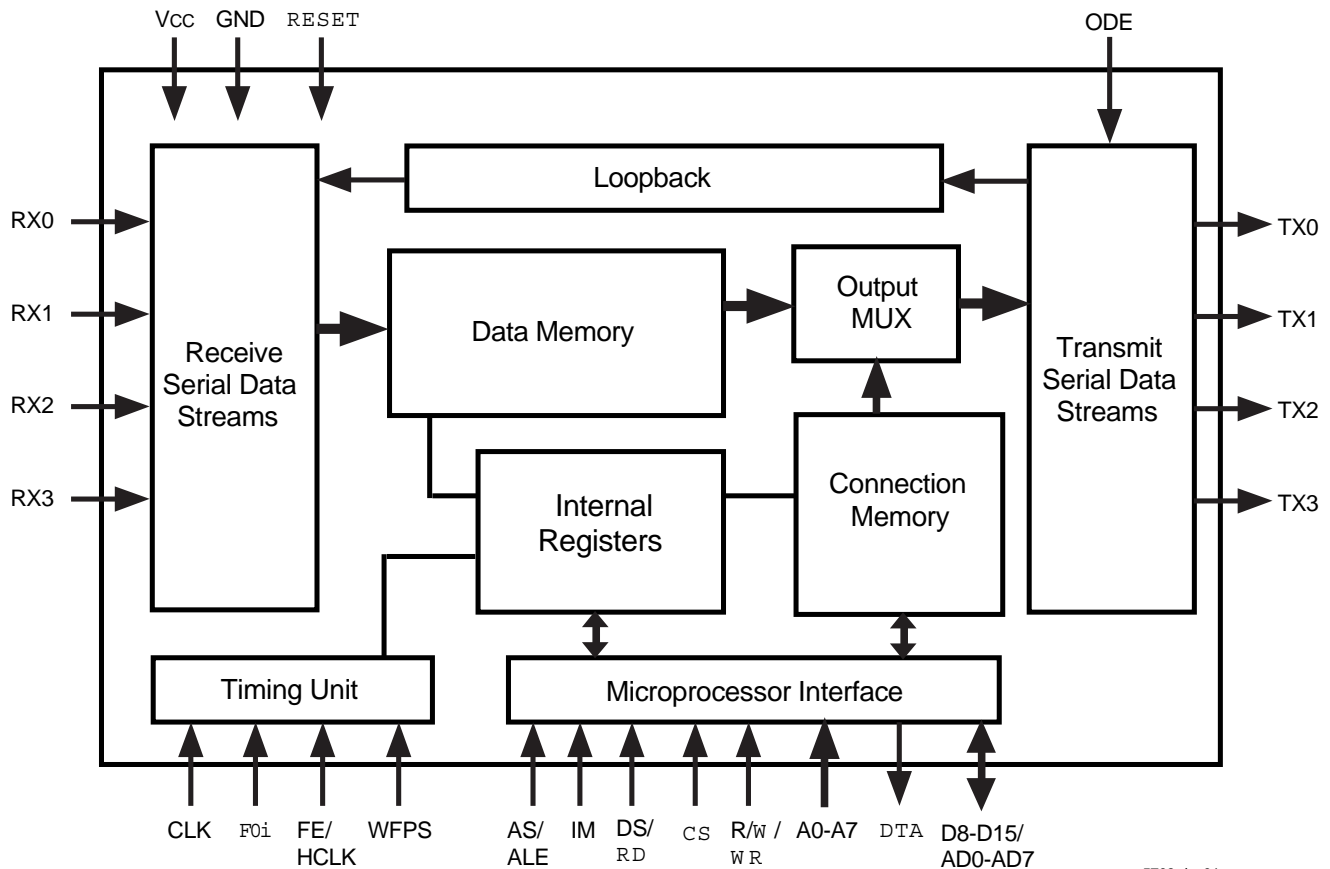 Vcc GND RESET ODE
Loopback
RX0
TX0
Output
MUX
RX1
TX1
Data Memory
Receive
Serial Data
Streams
Transmit
Serial Data
Streams
RX2
TX2
Connection
Memory
RX3
TX3
Internal
Registers
Timing Unit
Microprocessor Interface
CLK F0i FE/
HCLK
WFPS
AS/
ALE
IM
DS/
RD
CS
R/W /
WR
A0-A7
DTA
D8-D15/
AD0-AD7